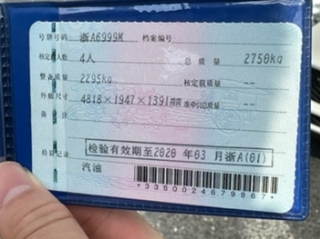 号牌号码 浙A6999M 档案编号
核定载人数 4人 总质量 2750kg
整备质量 2295kg 核定载质量 --
外廓尺寸 4818×1947×1391mm 准牵引总质量 --
备注
检验有效期至2020 年03 月浙A(01)
检验记录
汽油